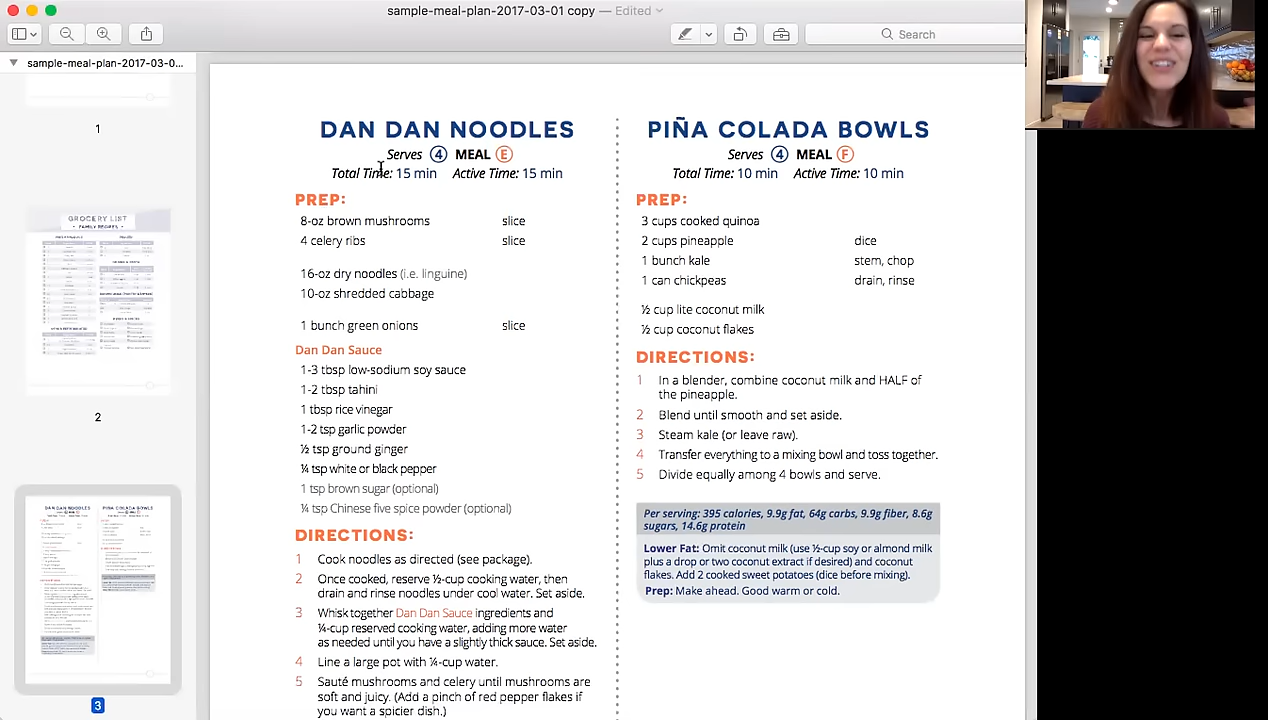 sample-meal-plan-2017-03-01 copy — Edited
Search
sample-meal-plan-2017-03-0...
1
GROCERY LIST
- FAMILY RECIPES -
2
DAN DAN NOODLES
PIÑA COLADA BOWLS
3
DAN DAN NOODLES
Serves 4 MEAL E
Total Time: 15 min Active Time: 15 min
PREP:
8-oz brown mushrooms slice
4 celery ribs slice
16-oz dry noodles (i.e. linguine)
10-oz shredded cabbage
1 bunch green onions
Dan Dan Sauce
1-3 tbsp low-sodium soy sauce
1-2 tbsp tahini
1 tbsp rice vinegar
1-2 tsp garlic powder
½ tsp ground ginger
¼ tsp white or black pepper
1 tsp brown sugar (optional)
¼ tsp Chinese five spice powder (optional)
DIRECTIONS:
1 Cook noodles as directed (see package).
2 Once cooked, reserve ½-cup cooking water, then
drain and rinse noodles under cold water. Set aside.
3 Whisk together Dan Dan Sauce ingredients and
¼-cup reserved cooking water, adding more water
as needed until you have a slightly thick sauce. Set aside.
4 Line a large pot with ¼-cup water.
5 Sauté mushrooms and celery until mushrooms are
soft and juicy. (Add a pinch of red pepper flakes if
you want a spicier dish.)
PIÑA COLADA BOWLS
Serves 4 MEAL F
Total Time: 10 min Active Time: 10 min
PREP:
3 cups cooked quinoa
2 cups pineapple dice
1 bunch kale stem, chop
1 can chickpeas drain, rinse
½ cup lite coconut milk
½ cup coconut flakes
DIRECTIONS:
1 In a blender, combine coconut milk and HALF of
the pineapple.
2 Blend until smooth and set aside.
3 Steam kale (or leave raw).
4 Transfer everything to a mixing bowl and toss together.
5 Divide equally among 4 bowls and serve.
Per serving: 395 calories, 9.9g fat, 64g carbs, 9.9g fiber, 8.6g
sugars, 14.6g protein
Lower Fat: Omit coconut milk (use ½-cup soy or almond milk
plus a drop or two coconut extract if desired) and coconut
flakes. Add 2 cooked sweet potatoes (dice before mixing).
Prep: Make ahead. Good warm or cold.